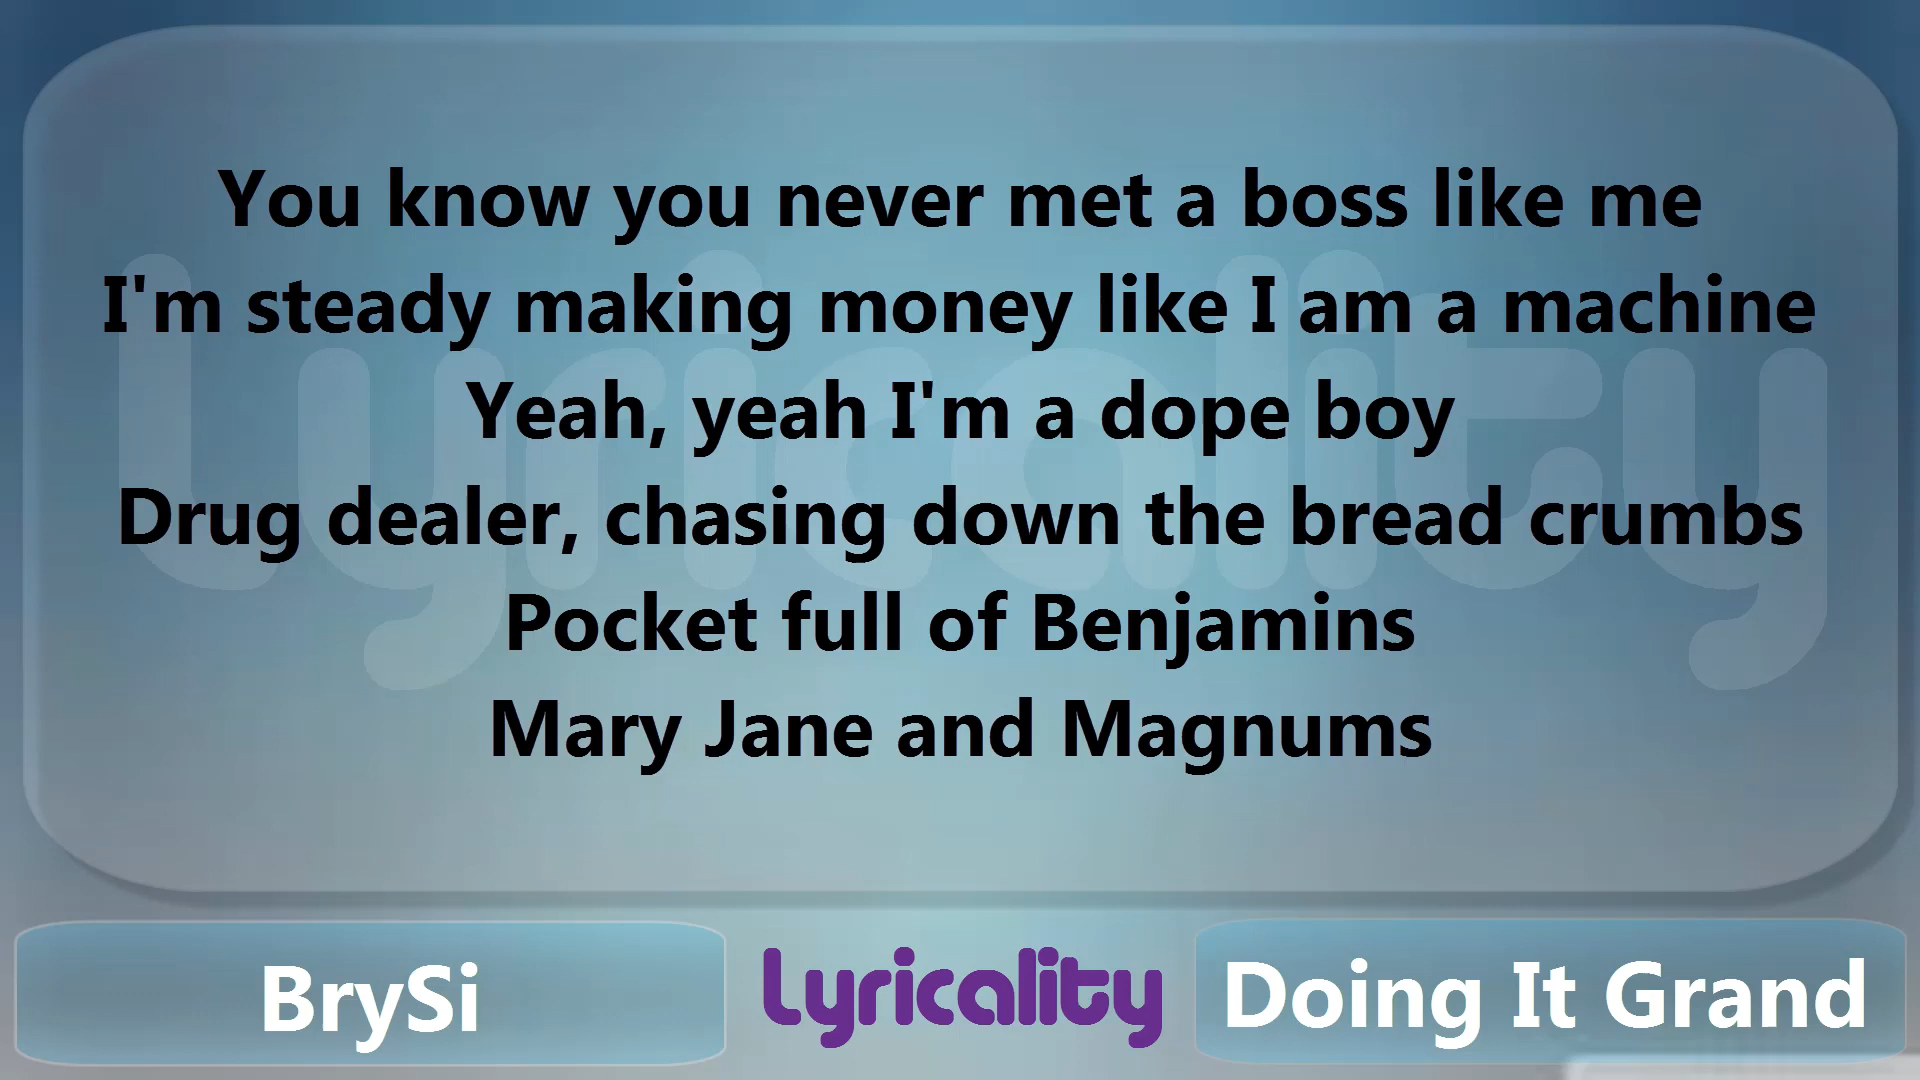 You know you never met a boss like me
I'm steady making money like I am a machine
Yeah, yeah I'm a dope boy
Drug dealer, chasing down the bread crumbs
Pocket full of Benjamins
Mary Jane and Magnums
Lyricality
BrySi
Lyricality
Doing It Grand